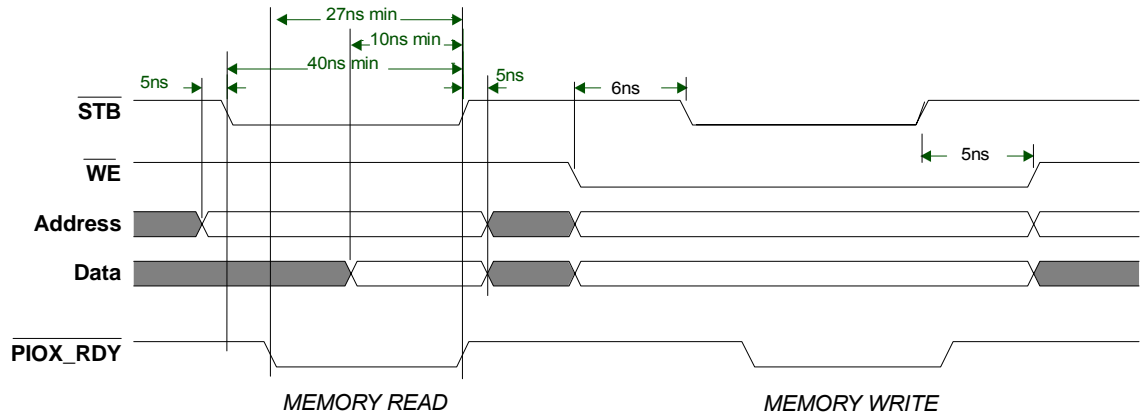 27ns min
10ns min
40ns min
5ns
5ns
6ns
STB
5ns
WE
Address
Data
PIOX_RDY
MEMORY READ
MEMORY WRITE